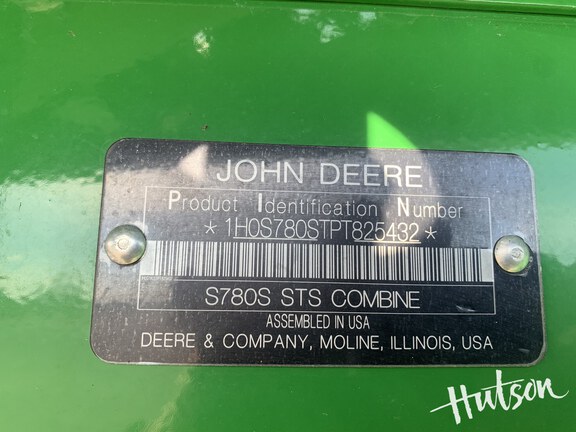 JOHN DEERE
Product Identification Number
*1H0S780STPT825432*
S780S STS COMBINE
ASSEMBLED IN USA
DEERE & COMPANY, MOLINE, ILLINOIS, USA
Hutson